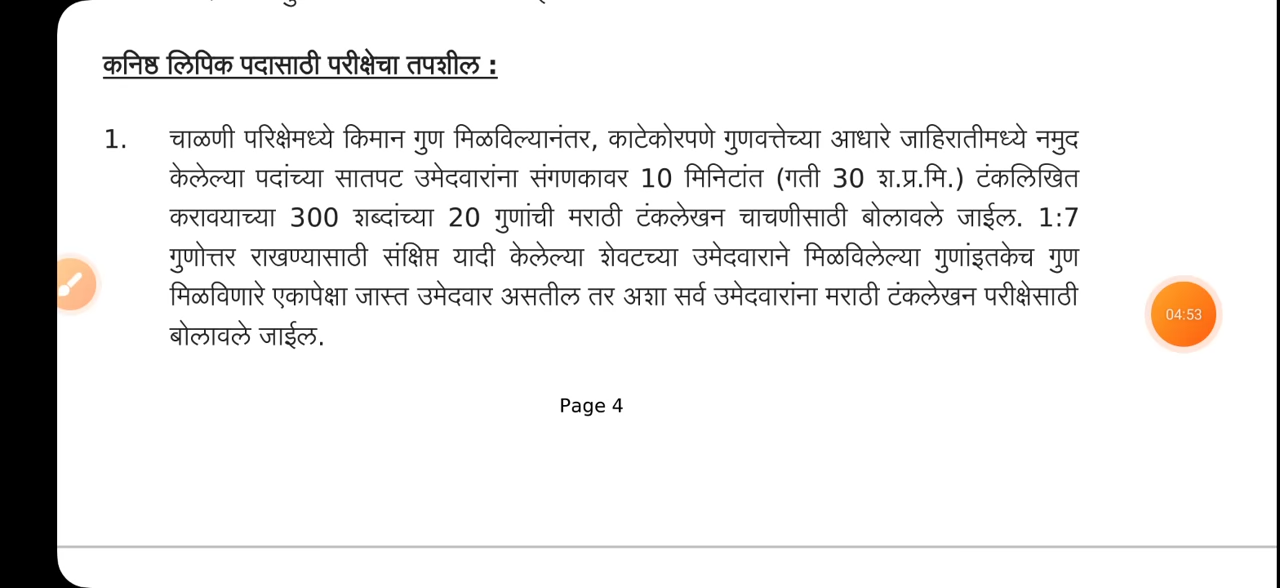 कनिष्ठ लिपिक पदासाठी परीक्षेचा तपशील :
1. चाळणी परिक्षेमध्ये किमान गुण मिळविल्यानंतर, काटेकोरपणे गुणवत्तेच्या आधारे जाहिरातीमध्ये नमुद
केलेल्या पदांच्या सातपट उमेदवारांना संगणकावर 10 मिनिटांत (गती 30 श.प्र.मि.) टंकलिखित
करावयाच्या 300 शब्दांच्या 20 गुणांची मराठी टंकलेखन चाचणीसाठी बोलावले जाईल. 1:7
गुणोत्तर राखण्यासाठी संक्षिप्त यादी केलेल्या शेवटच्या उमेदवाराने मिळविलेल्या गुणांइतकेच गुण
मिळविणारे एकापेक्षा जास्त उमेदवार असतील तर अशा सर्व उमेदवारांना मराठी टंकलेखन परीक्षेसाठी
बोलावले जाईल.
04:53
Page 4